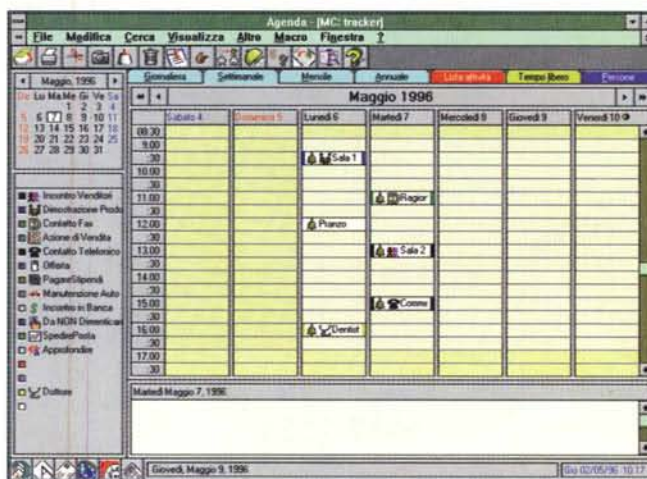 Agenda - [MC: tracker]
File Modifica Cerca Visualizza Altro Macro Finestra ?
Giornaliera Settimanale Mensile Annuale Lista attività Tempo libero Persone
Maggio, 1996
Maggio 1996
Do Lu Ma Me Gi Ve Sa
1 2 3 4
5 6 7 8 9 10 11
12 13 14 15 16 17 18
19 20 21 22 23 24 25
26 27 28 29 30 31
Sabato 4 Domenica 5 Lunedì 6 Martedì 7 Mercoledì 8 Giovedì 9 Venerdì 10
08:30
9.00
:30 Sala 1
10.00
:30
11.00 Ragior
:30
12.00 Pranzo
:30
13.00 Sala 2
:30
14.00
:30
15.00
:30
16.00 Dentist
:30
17.00
:30
Incontro Venditori
Dimostrazione Produ
Contatto Fax
Azione di Vendita
Contatto Telefonico
Offerta
PagareStipendi
Manutenzione Auto
Incontro in Banca
Da NON Dimenticare
SpedirePosta
Approfondire
Dottore
Martedì Maggio 7, 1996
Giovedì, Maggio 9, 1996
Gio 02/05/96 10.17